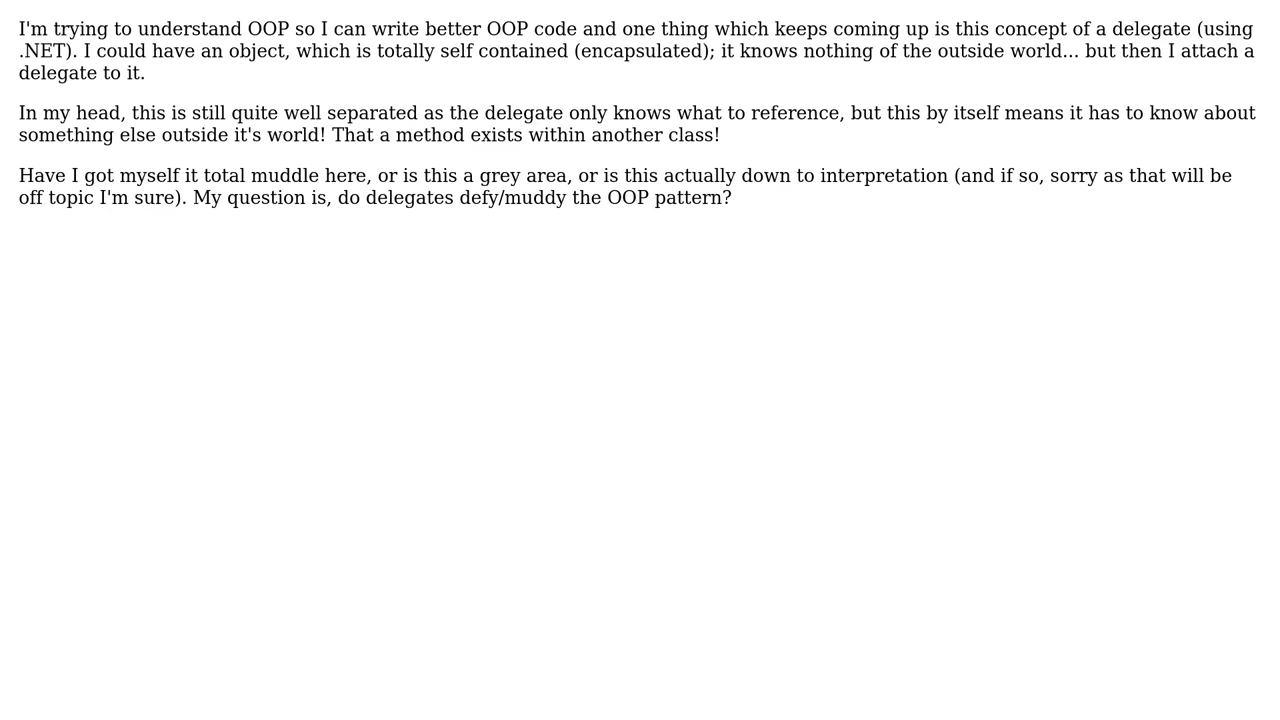 I'm trying to understand OOP so I can write better OOP code and one thing which keeps coming up is this concept of a delegate (using
.NET). I could have an object, which is totally self contained (encapsulated); it knows nothing of the outside world... but then I attach a
delegate to it.
In my head, this is still quite well separated as the delegate only knows what to reference, but this by itself means it has to know about
something else outside it's world! That a method exists within another class!
Have I got myself it total muddle here, or is this a grey area, or is this actually down to interpretation (and if so, sorry as that will be
off topic I'm sure). My question is, do delegates defy/muddy the OOP pattern?